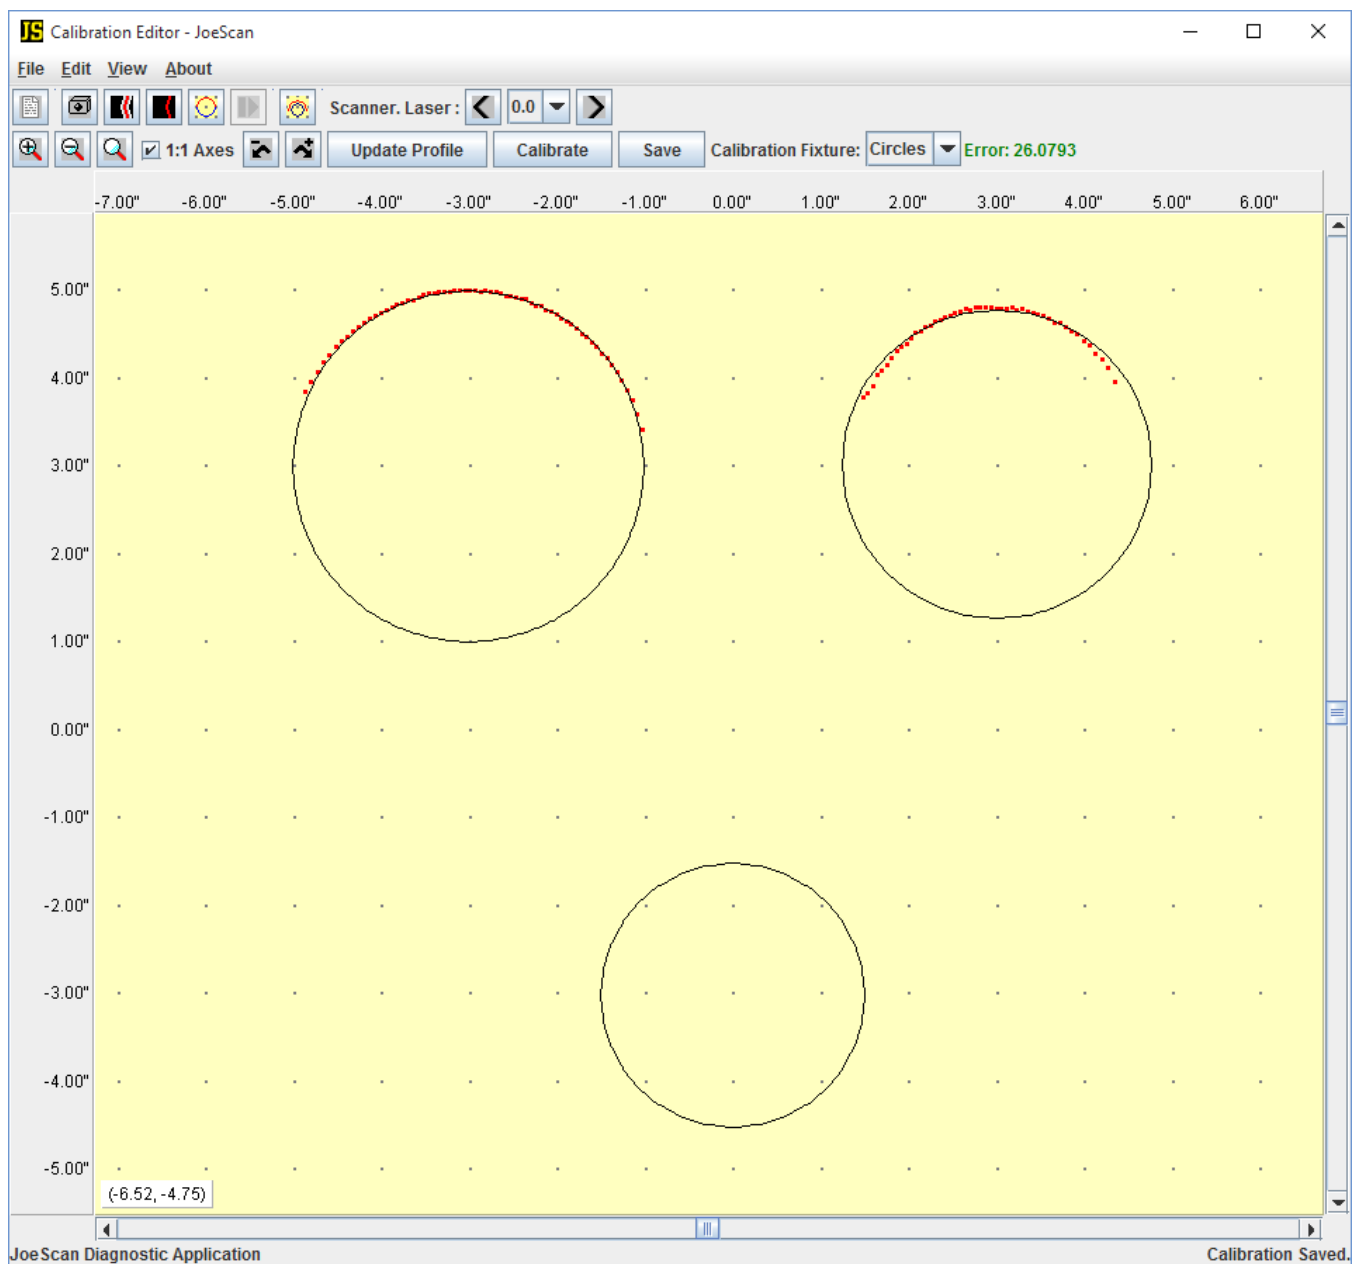 JS Calibration Editor - JoeScan
File Edit View About
Scanner. Laser : 0.0
1:1 Axes Update Profile Calibrate Save Calibration Fixture: Circles Error: 26.0793
-7.00" -6.00" -5.00" -4.00" -3.00" -2.00" -1.00" 0.00" 1.00" 2.00" 3.00" 4.00" 5.00" 6.00"
5.00"
4.00"
3.00"
2.00"
1.00"
0.00"
-1.00"
-2.00"
-3.00"
-4.00"
-5.00"
(-6.52, -4.75)
JoeScan Diagnostic Application Calibration Saved.